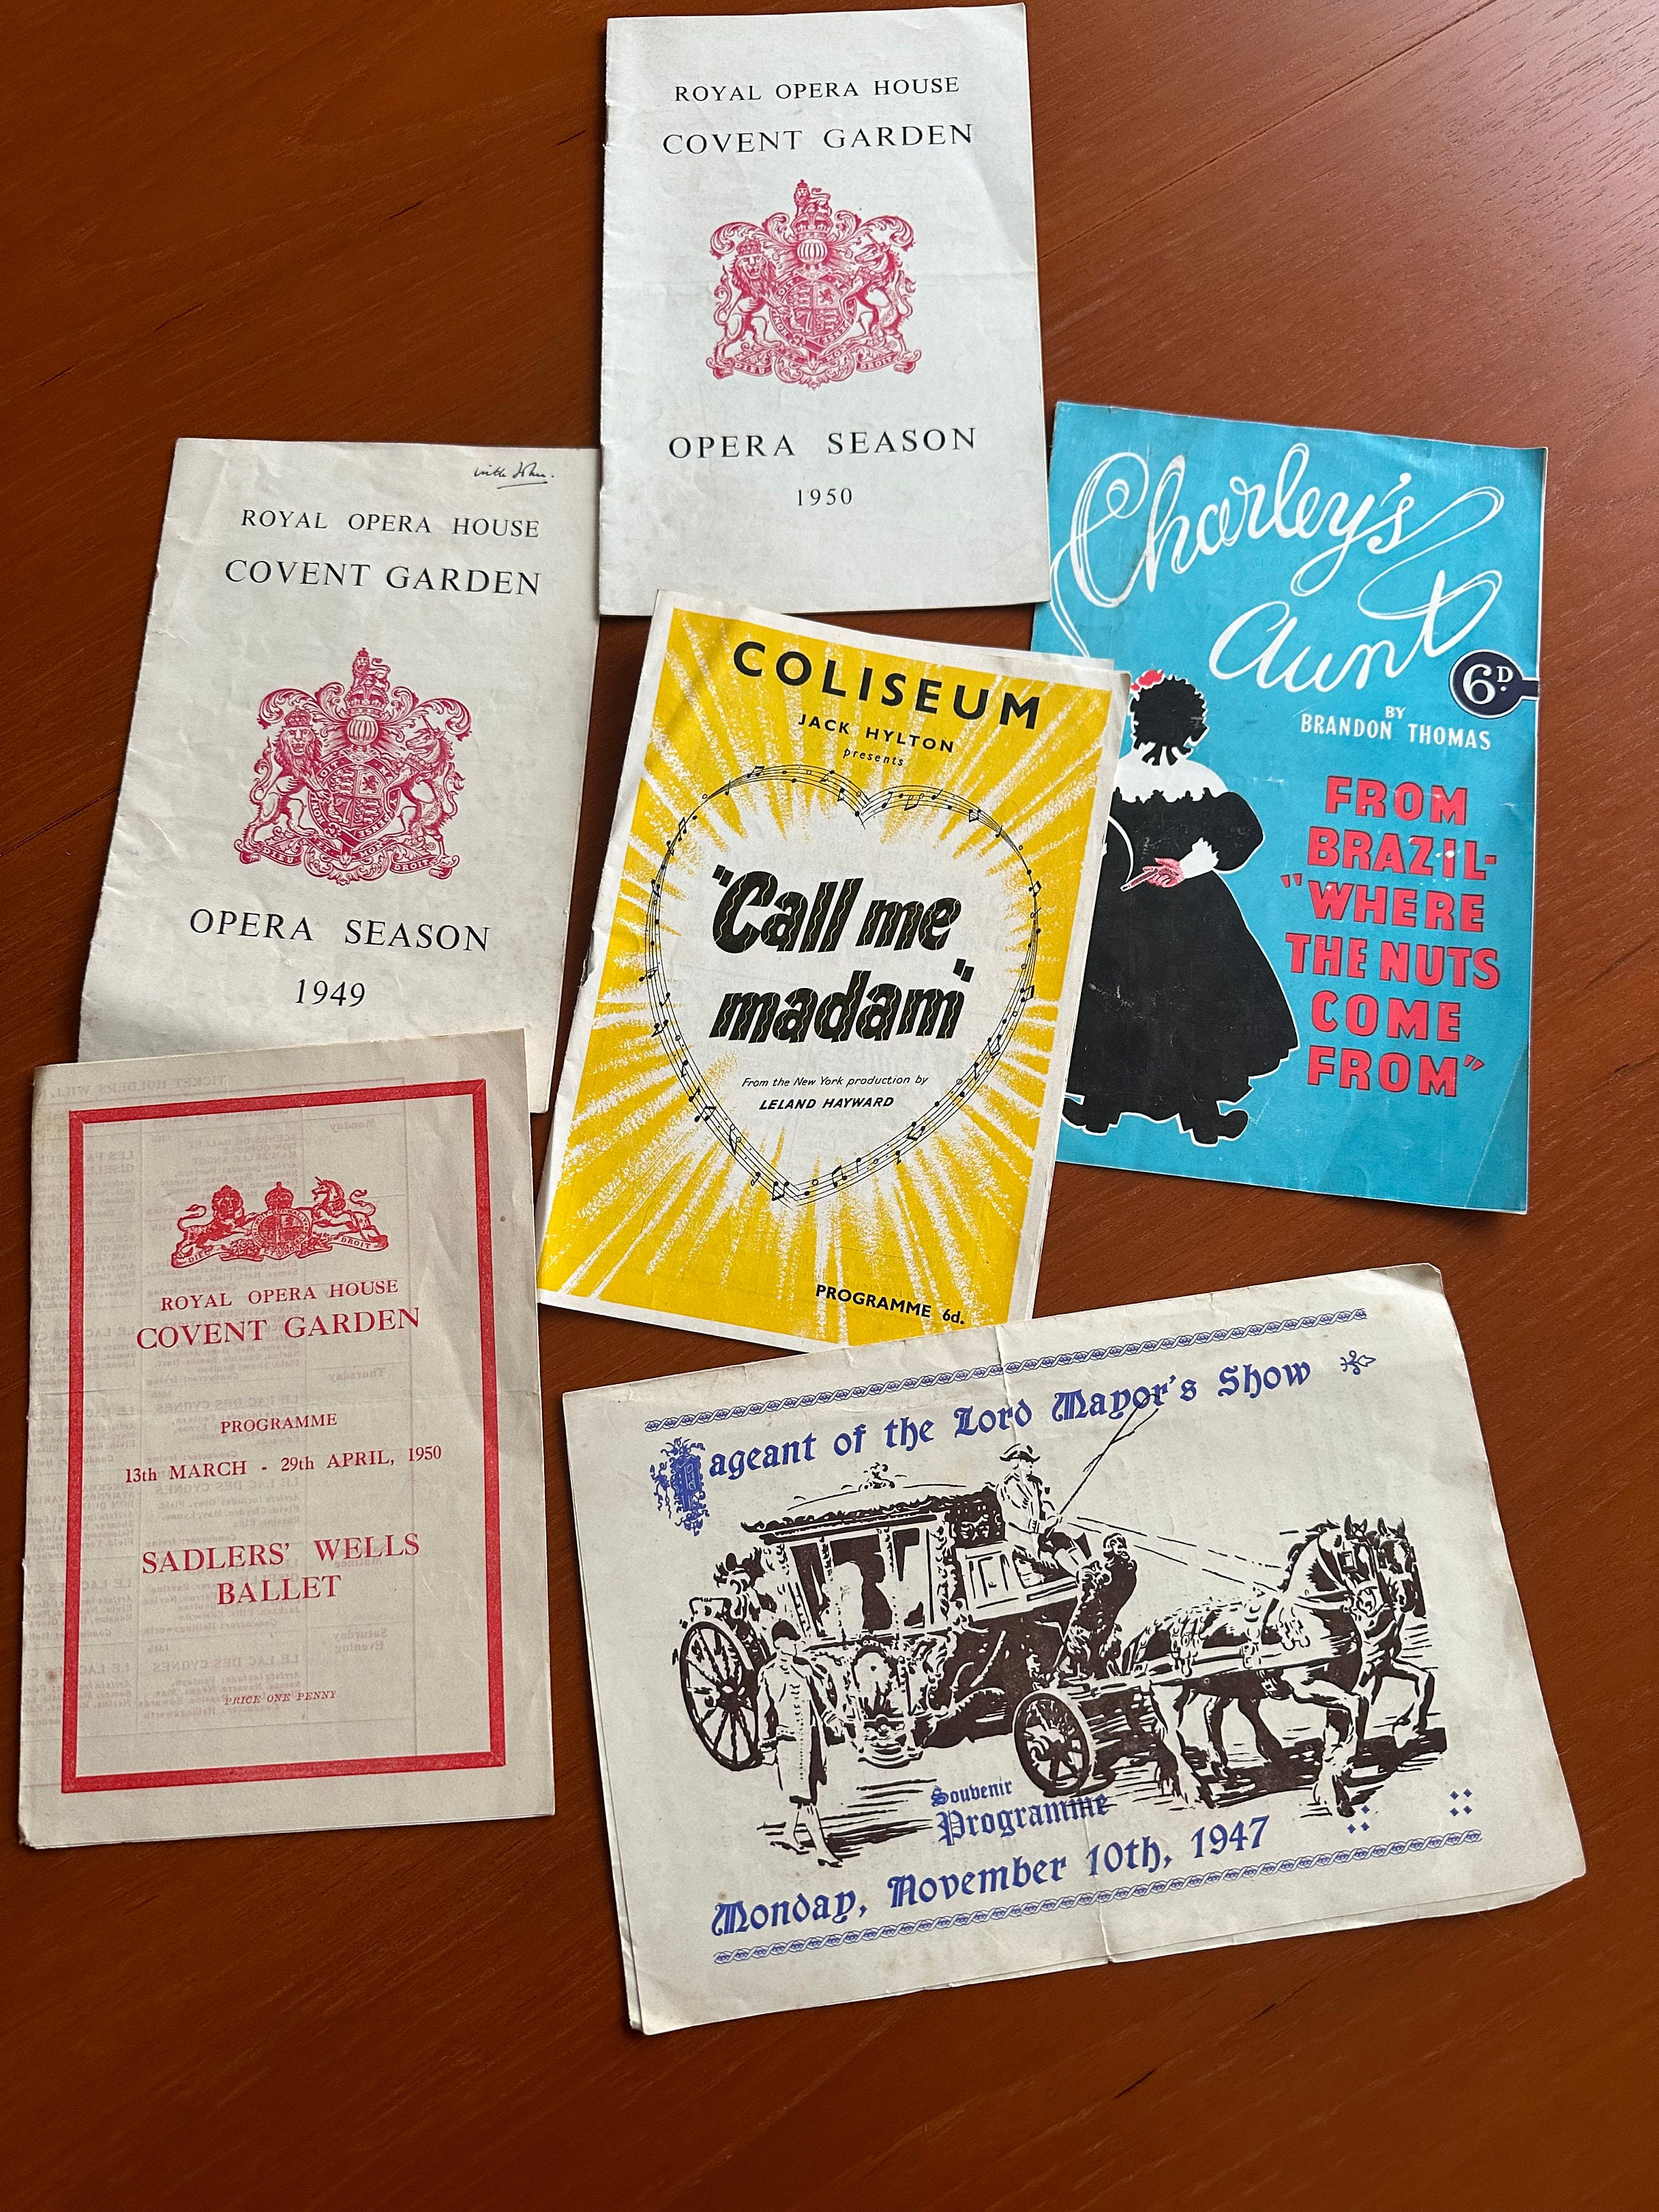 ROYAL OPERA HOUSE
COVENT GARDEN
OPERA SEASON
1950
with John.
ROYAL OPERA HOUSE
COVENT GARDEN
OPERA SEASON
1949
Charley's
Aunt
6D.
BY
BRANDON THOMAS
FROM
BRAZIL-
"WHERE
THE NUTS
COME
FROM"
COLISEUM
JACK HYLTON
presents
"Call me
madam"
From the New York production by
LELAND HAYWARD
PROGRAMME 6d.
ROYAL OPERA HOUSE
COVENT GARDEN
PROGRAMME
13th MARCH - 29th APRIL, 1950
SADLERS' WELLS
BALLET
PRICE ONE PENNY
Pageant of the Lord Mayor's Show
Souvenir
Programme
Monday, November 10th, 1947